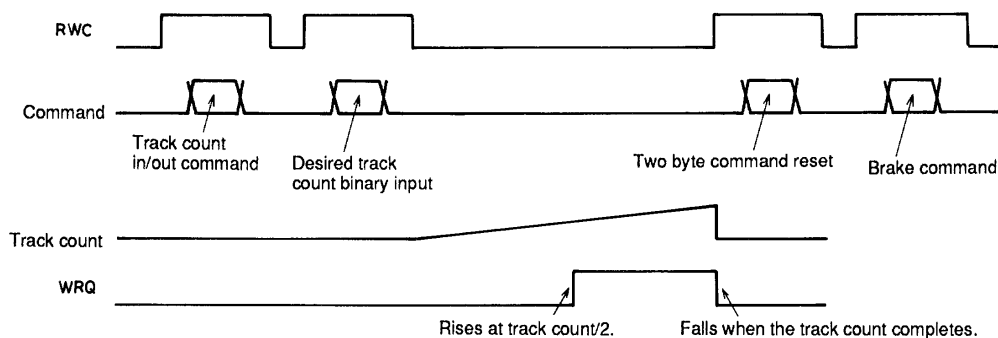 RWC
Command
Track count
in/out command
Desired track
count binary input
Two byte command reset
Brake command
Track count
WRQ
Rises at track count/2.
Falls when the track count completes.